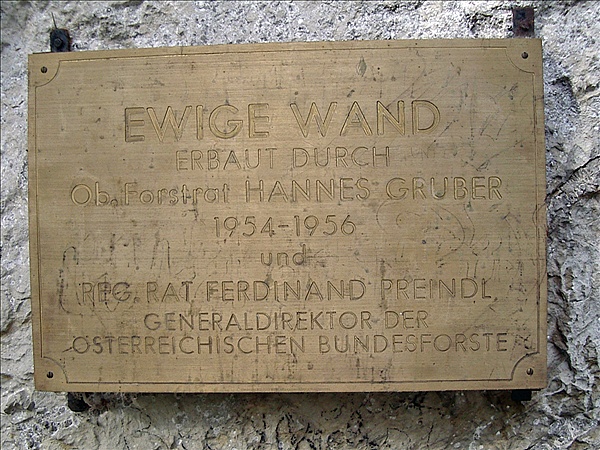 EWIGE WAND
ERBAUT DURCH
Ob. Forstrat HANNES GRUBER
1954-1956
und
REG. RAT FERDINAND PREINDL
GENERALDIREKTOR DER
ÖSTERREICHISCHEN BUNDESFORSTE